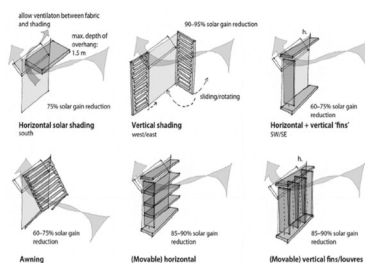 allow ventilaton between fabric
and shading
max. depth of
overhang:
1.5 m
75% solar gain reduction
Horizontal solar shading
south
90–95% solar gain reduction
sliding/rotating
Vertical shading
west/east
h.
60–75% solar gain
reduction
Horizontal + vertical 'fins'
SW/SE
60–75% solar gain
reduction
Awning
85–90% solar gain
reduction
(Movable) horizontal
h.
85–90% solar gain
reduction
(Movable) vertical fins/louvres